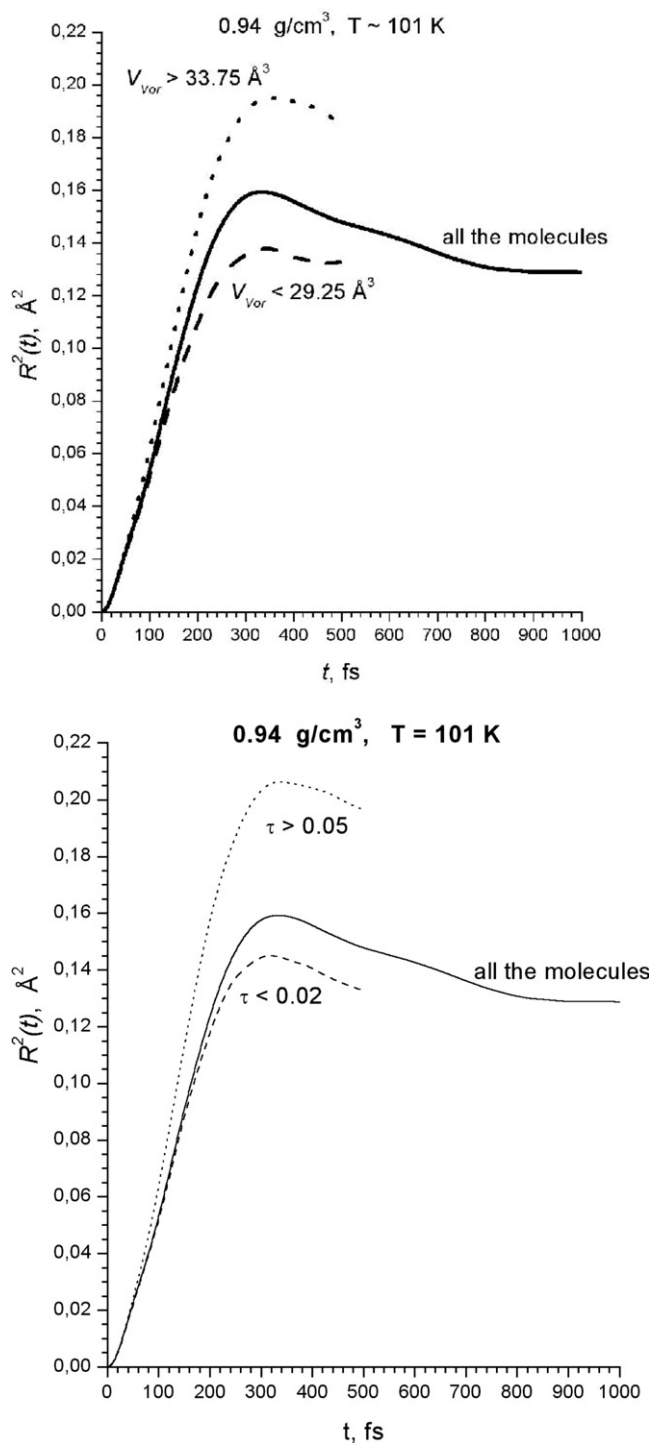 0.94 g/cm³, T ~ 101 K
0,22
0,20
0,18
0,16
0,14
0,12
0,10
0,08
0,06
0,04
0,02
0,00
R²(t), Å²
V_Vor > 33.75 Å³
all the molecules
V_Vor < 29.25 Å³
0 100 200 300 400 500 600 700 800 900 1000
t, fs
0.94 g/cm³, T = 101 K
0,22
0,20
0,18
0,16
0,14
0,12
0,10
0,08
0,06
0,04
0,02
0,00
R²(t), Å²
τ > 0.05
all the molecules
τ < 0.02
0 100 200 300 400 500 600 700 800 900 1000
t, fs